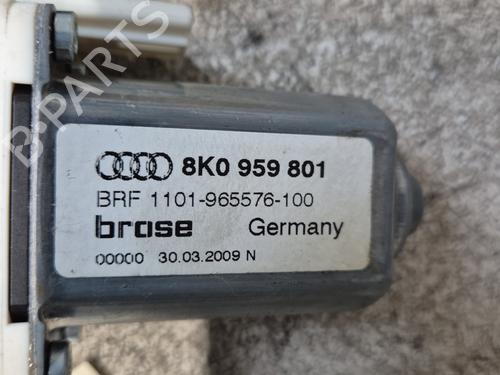 8K0 959 801
BRF 1101-965576-100
brose Germany
00000 30.03.2009 N
B-PARTS